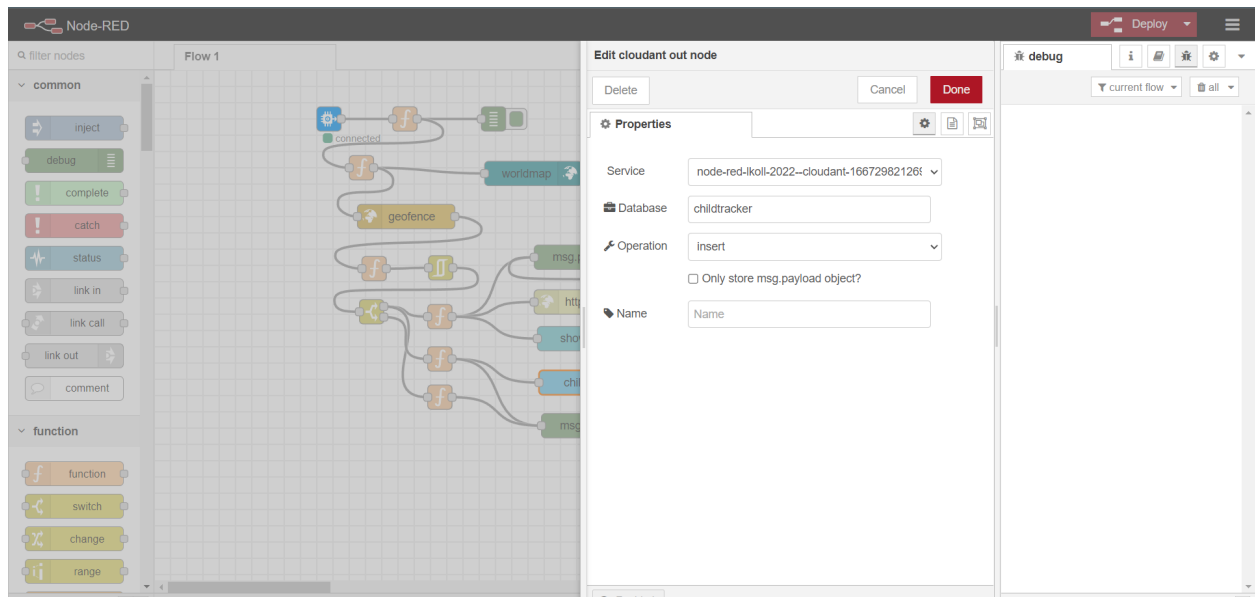 Node-RED
Deploy
filter nodes
Flow 1
common
inject
debug
complete
catch
status
link in
link call
link out
comment
function
function
switch
change
range
connected
worldmap
geofence
msg.p
http
show
chil
msg
Edit cloudant out node
Delete
Cancel
Done
Properties
Service
node-red-lkoll-2022--cloudant-166729821269
Database
childtracker
Operation
insert
Only store msg.payload object?
Name
Name
debug
i
current flow
all